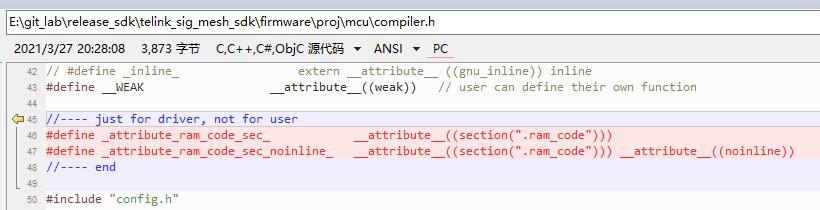 E:\git_lab\release_sdk\telink_sig_mesh_sdk\firmware\proj\mcu\compiler.h
2021/3/27 20:28:08 3,873 字节 C,C++,C#,ObjC 源代码 ANSI PC
42 // #define _inline_ extern __attribute__ ((gnu_inline)) inline
43 #define __WEAK __attribute__((weak)) // user can define their own function
44
45 //---- just for driver, not for user
46 #define _attribute_ram_code_sec_ __attribute__((section(".ram_code")))
47 #define _attribute_ram_code_sec_noinline_ __attribute__((section(".ram_code"))) __attribute__((noinline))
48 //---- end
49
50 #include "config.h"